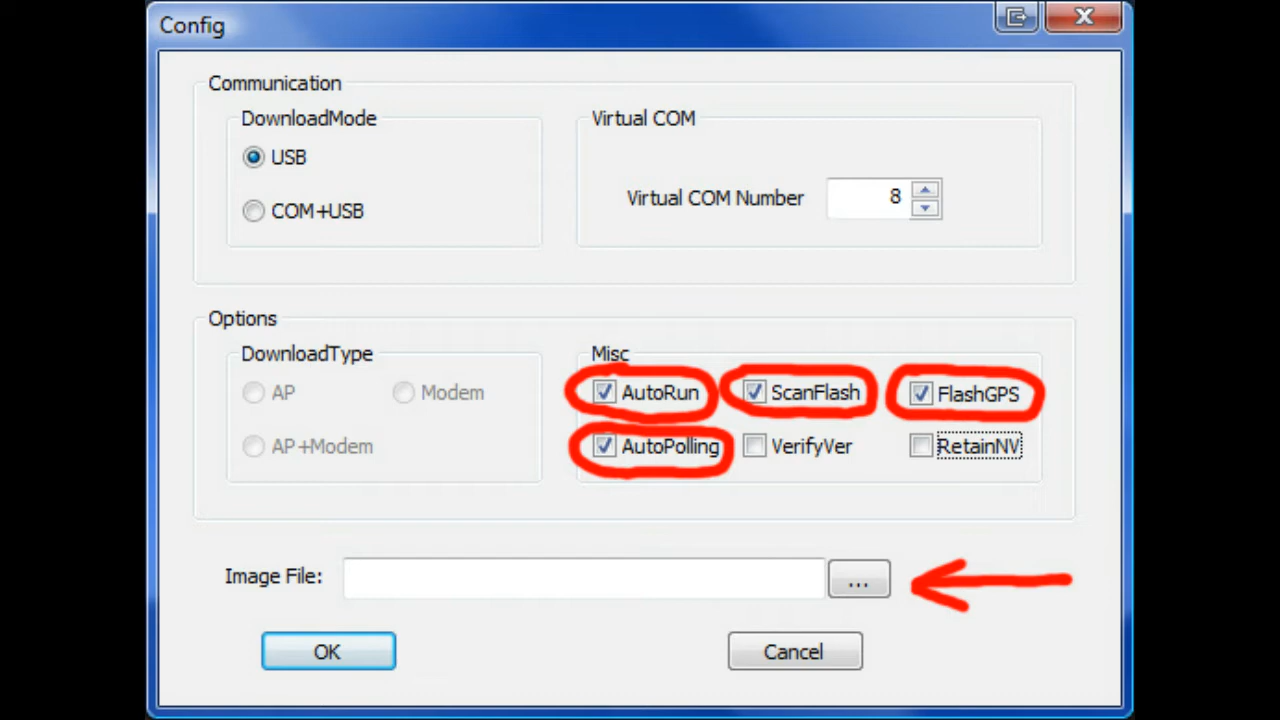 Config
Communication
DownloadMode
Virtual COM
USB
Virtual COM Number 8
COM+USB
Options
DownloadType
Misc
AP Modem
AutoRun ScanFlash FlashGPS
AP+Modem
AutoPolling VerifyVer RetainNV
Image File: ...
OK Cancel